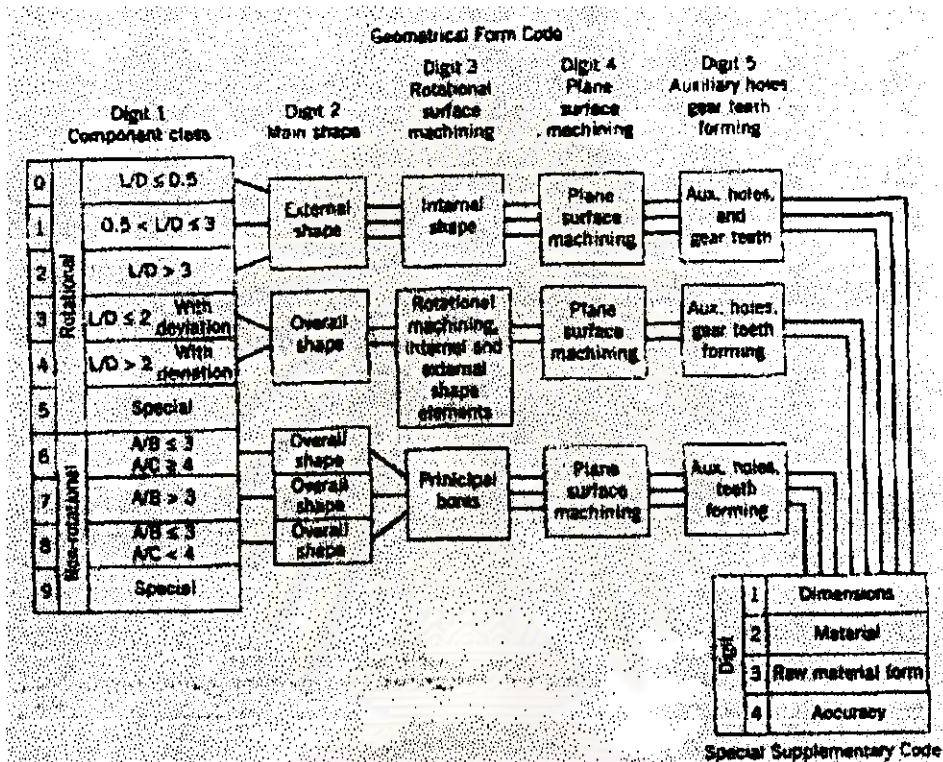 Geometrical Form Code
Digit 1
Component class
Digit 2
Main shape
Digit 3
Rotational
surface
machining
Digit 4
Plane
surface
machining
Digit 5
Auxiliary holes
gear teeth
forming
Rotational
0
L/D ≤ 0.5
1
0.5 < L/D ≤ 3
2
L/D > 3
3
L/D ≤ 2 With
deviation
4
L/D > 2 With
deviation
5
Special
Non-rotational
6
A/B ≤ 3
A/C ≥ 4
7
A/B > 3
8
A/B ≤ 3
A/C < 4
9
Special
External
shape
Internal
shape
Plane
surface
machining
Aux. holes,
and
gear teeth
Overall
shape
Rotational
machining,
internal and
external
shape
elements
Plane
surface
machining
Aux. holes,
gear teeth
forming
Overall
shape
Overall
shape
Overall
shape
Prinicipal
bores
Plane
surface
machining
Aux. holes,
teeth
forming
Digit
1 Dimensions
2 Material
3 Raw material form
4 Accuracy
Special Supplementary Code